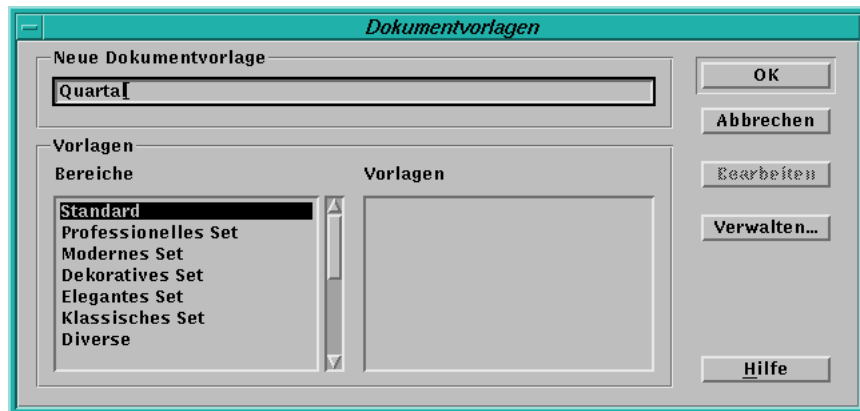 Dokumentvorlagen
Neue Dokumentvorlage
Quartal
Vorlagen
Bereiche
Vorlagen
Standard
Professionelles Set
Modernes Set
Dekoratives Set
Elegantes Set
Klassisches Set
Diverse
OK
Abbrechen
Bearbeiten
Verwalten...
Hilfe